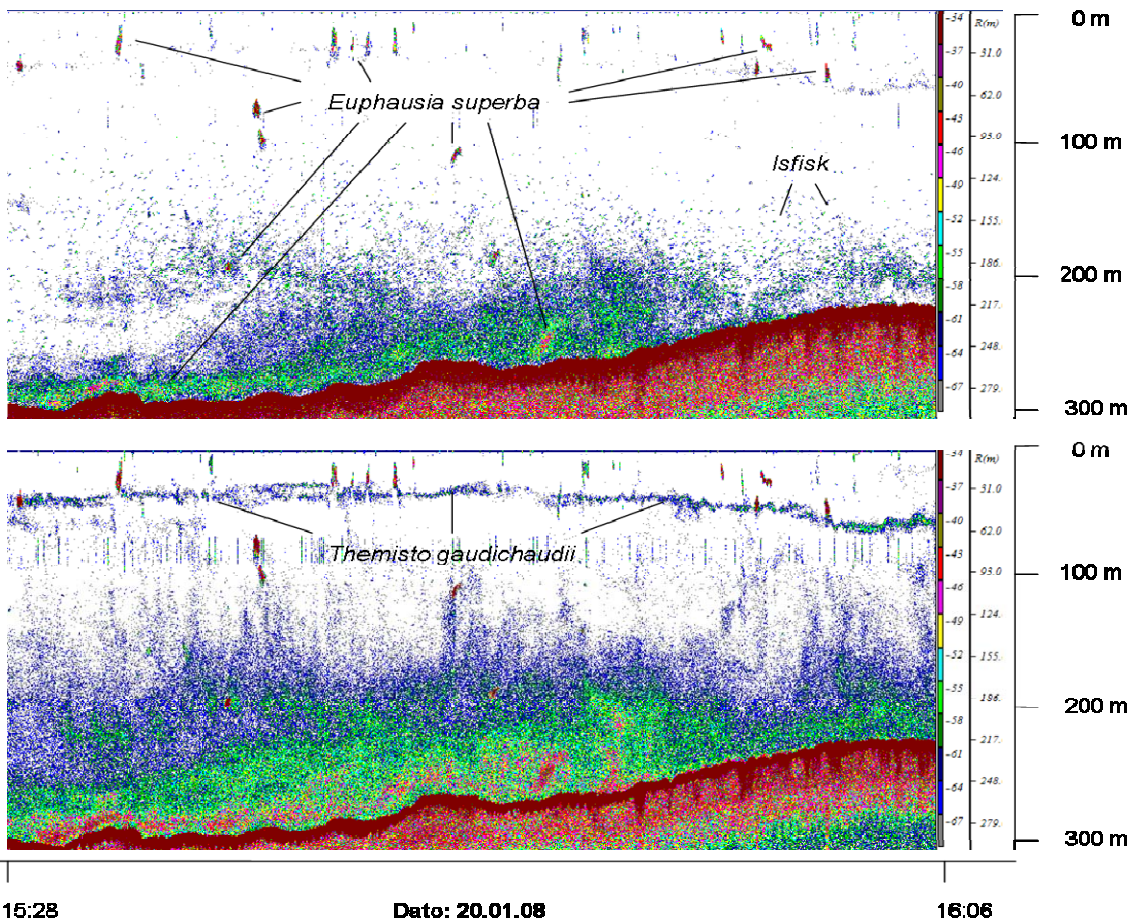 -34 R(m) 0 m
-37 31.0
-40 62.0
-43 93.0 100 m
-46 124.
-40 155.
-52 186.
-55 217.
-58 248.
-61 279.
-64
-67
200 m
300 m
Euphausia superba
Isfisk
-34 R(m) 0 m
-37 31.0
-40 62.0
-43 93.0 100 m
-46 124.
-49 155.
-52 186.
-55 217.
-58 248.
-61 279.
-64
-67
200 m
300 m
Themisto gaudichaudii
15:28 Dato: 20.01.08 16:06